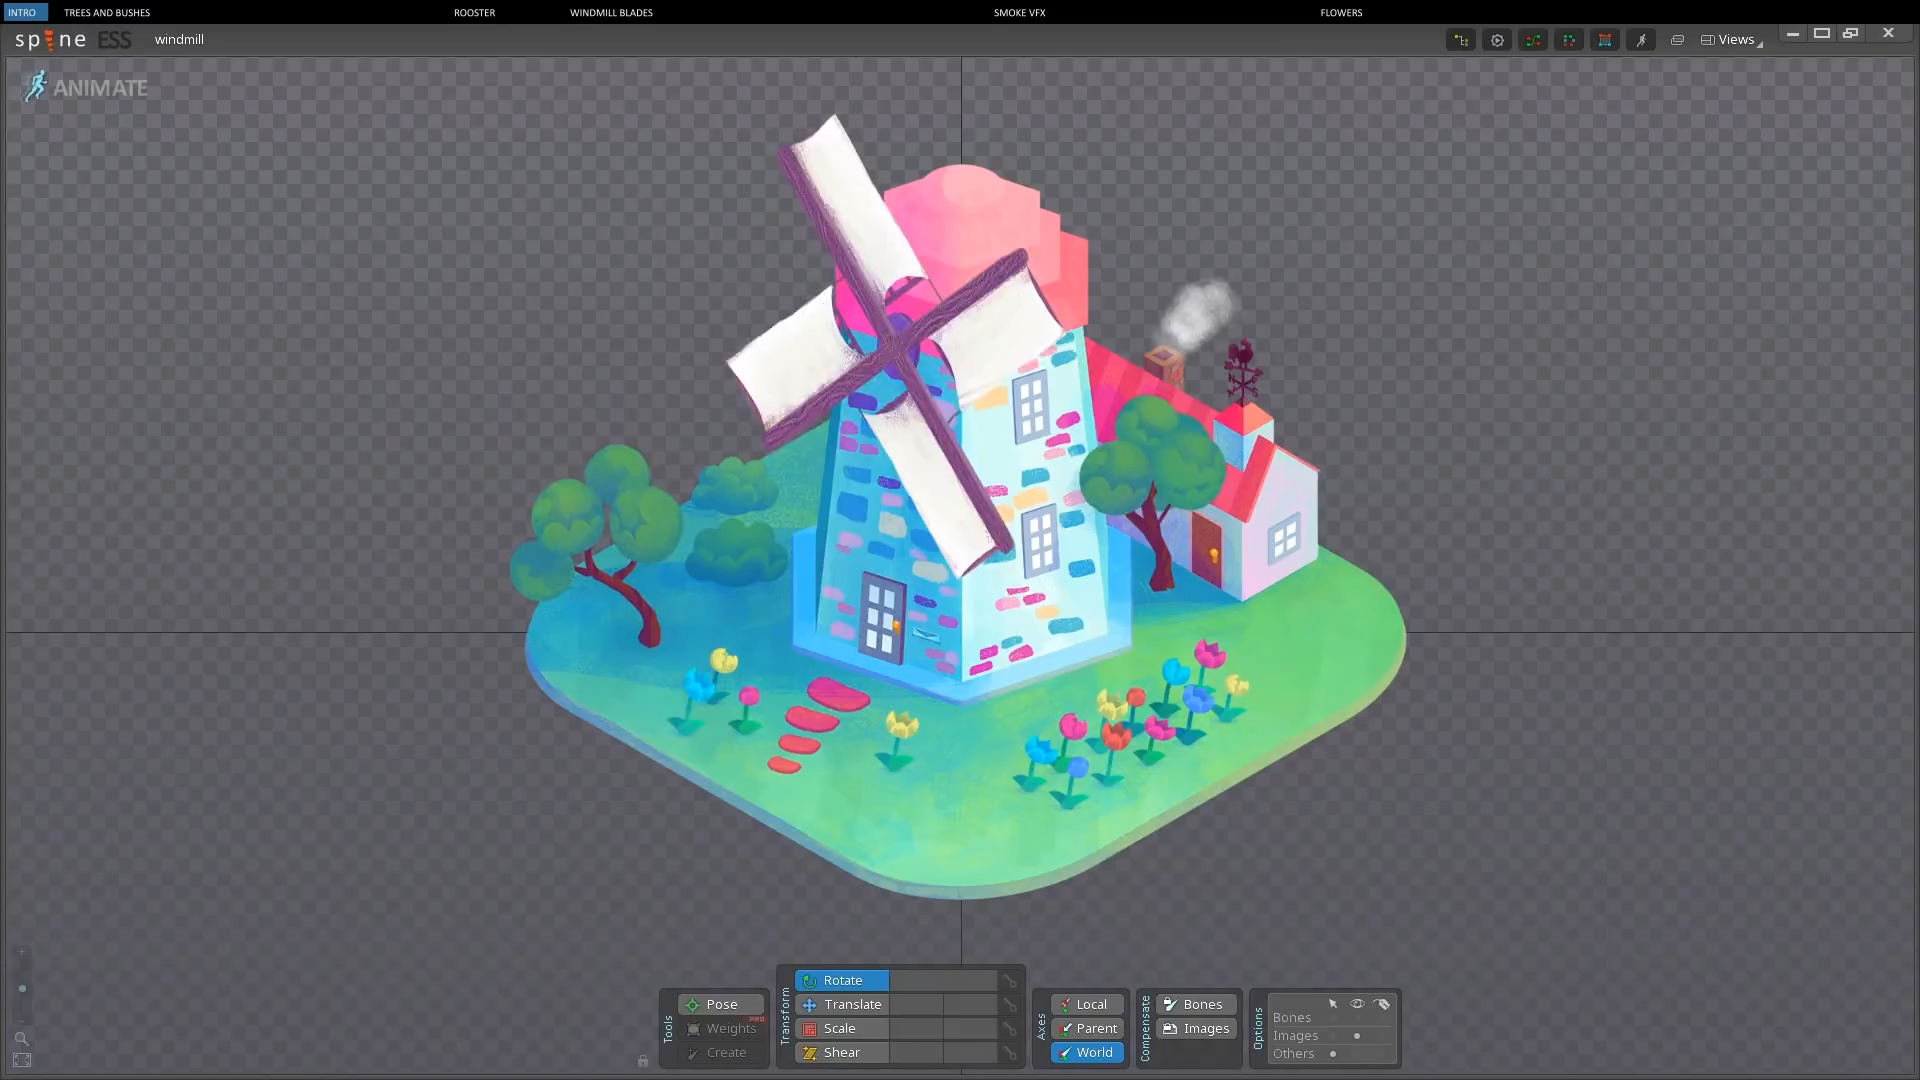 INTRO TREES AND BUSHES ROOSTER WINDMILL BLADES SMOKE VFX FLOWERS
spine ESS windmill Views
ANIMATE
Tools
Pose
Weights PRO
Create
Transform
Rotate
Translate
Scale
Shear
Axes
Local
Parent
World
Compensate
Bones
Images
Options
Bones
Images
Others